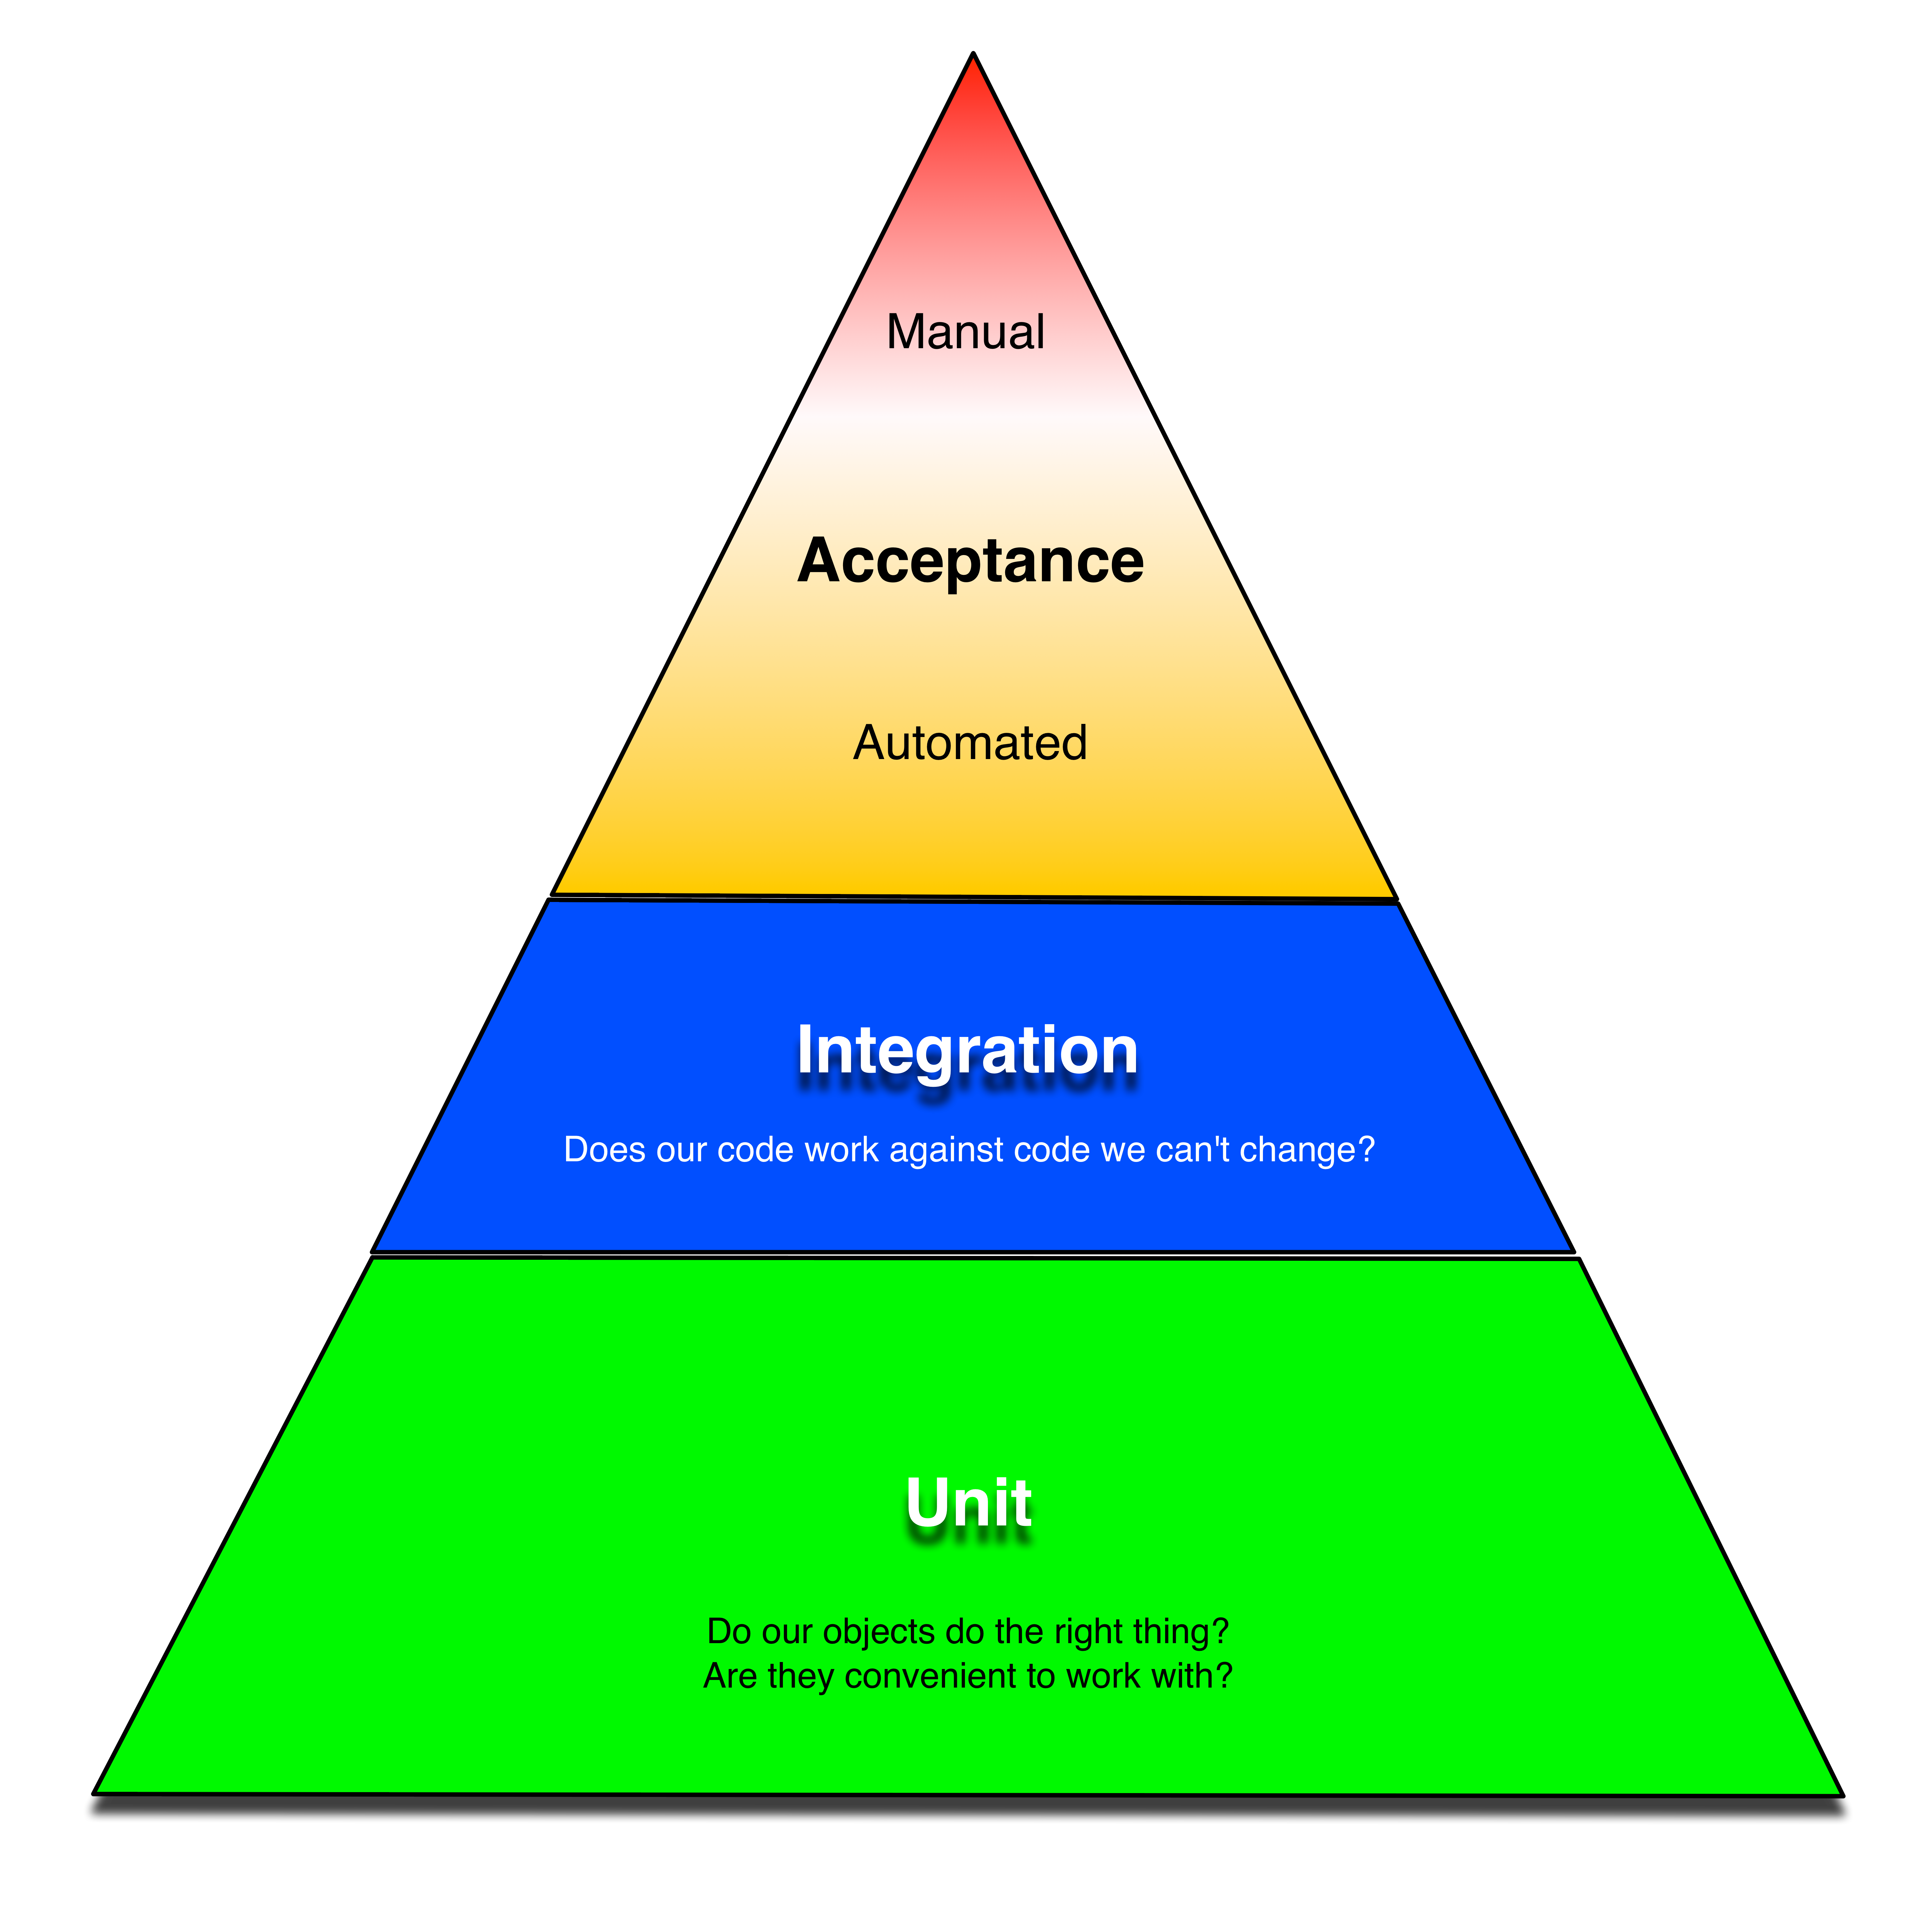 Manual
Acceptance
Automated
Integration
Does our code work against code we can't change?
Unit
Do our objects do the right thing?
Are they convenient to work with?